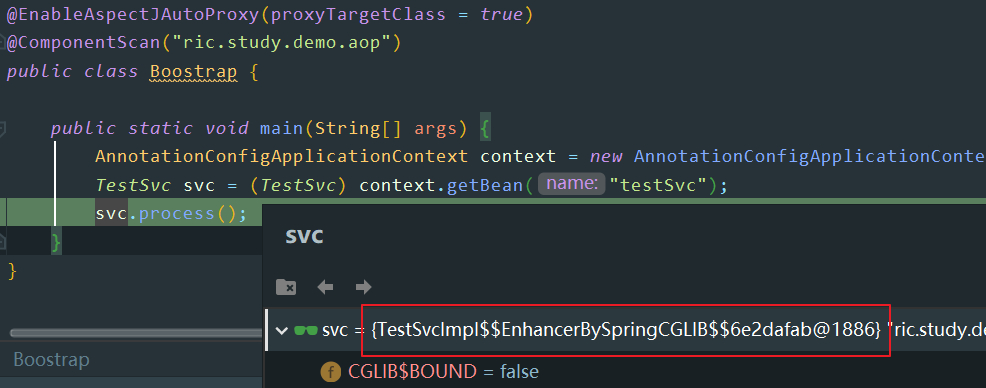 @EnableAspectJAutoProxy(proxyTargetClass = true)
@ComponentScan("ric.study.demo.aop")
public class Boostrap {
public static void main(String[] args) {
AnnotationConfigApplicationContext context = new AnnotationConfigApplicationConte
TestSvc svc = (TestSvc) context.getBean( name: "testSvc");
svc.process();
}
}
svc
svc = {TestSvcImpl$$EnhancerBySpringCGLIB$$6e2dafab@1886} "ric.study.de
Boostrap
f CGLIB$BOUND = false